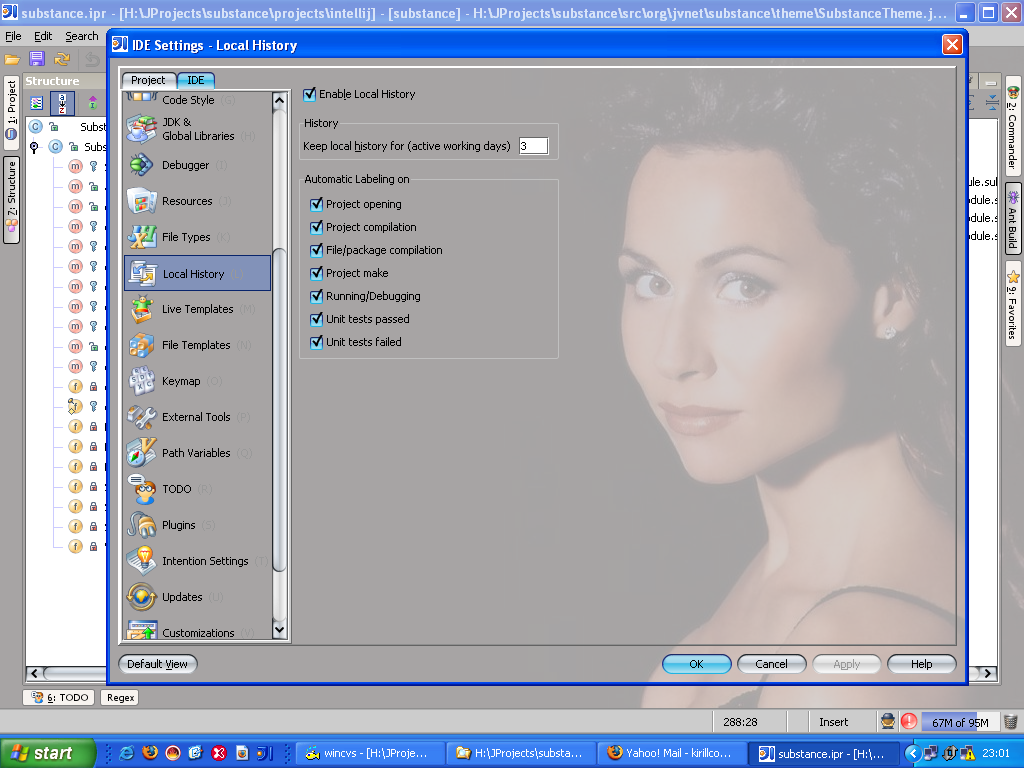 substance.ipr - [H:\JProjects\substance\projects\intellij] - [substance] - H:\JProjects\substance\src\org\jvnet\substance\theme\SubstanceTheme.j...
File Edit Search
IDE Settings - Local History
Structure
1: Project
7: Structure
Subst
Subs
Project IDE
Code Style (G)
JDK &
Global Libraries (H)
Debugger (I)
Resources (J)
File Types (K)
Local History (L)
Live Templates (M)
File Templates (N)
Keymap (O)
External Tools (P)
Path Variables (Q)
TODO (R)
Plugins (S)
Intention Settings (T)
Updates (U)
Customizations (V)
Enable Local History
History
Keep local history for (active working days) 3
Automatic Labeling on
Project opening
Project compilation
File/package compilation
Project make
Running/Debugging
Unit tests passed
Unit tests failed
2: Commander
Ant Build
9: Favorites
dule.sul
odule.s
odule.s
odule.s
Default View OK Cancel Apply Help
6: TODO Regex
288:28 Insert 67M of 95M
start wincvs - [H:\JProje... H:\JProjects\substa... Yahoo! Mail - kirillco... substance.ipr - [H:\... 23:01